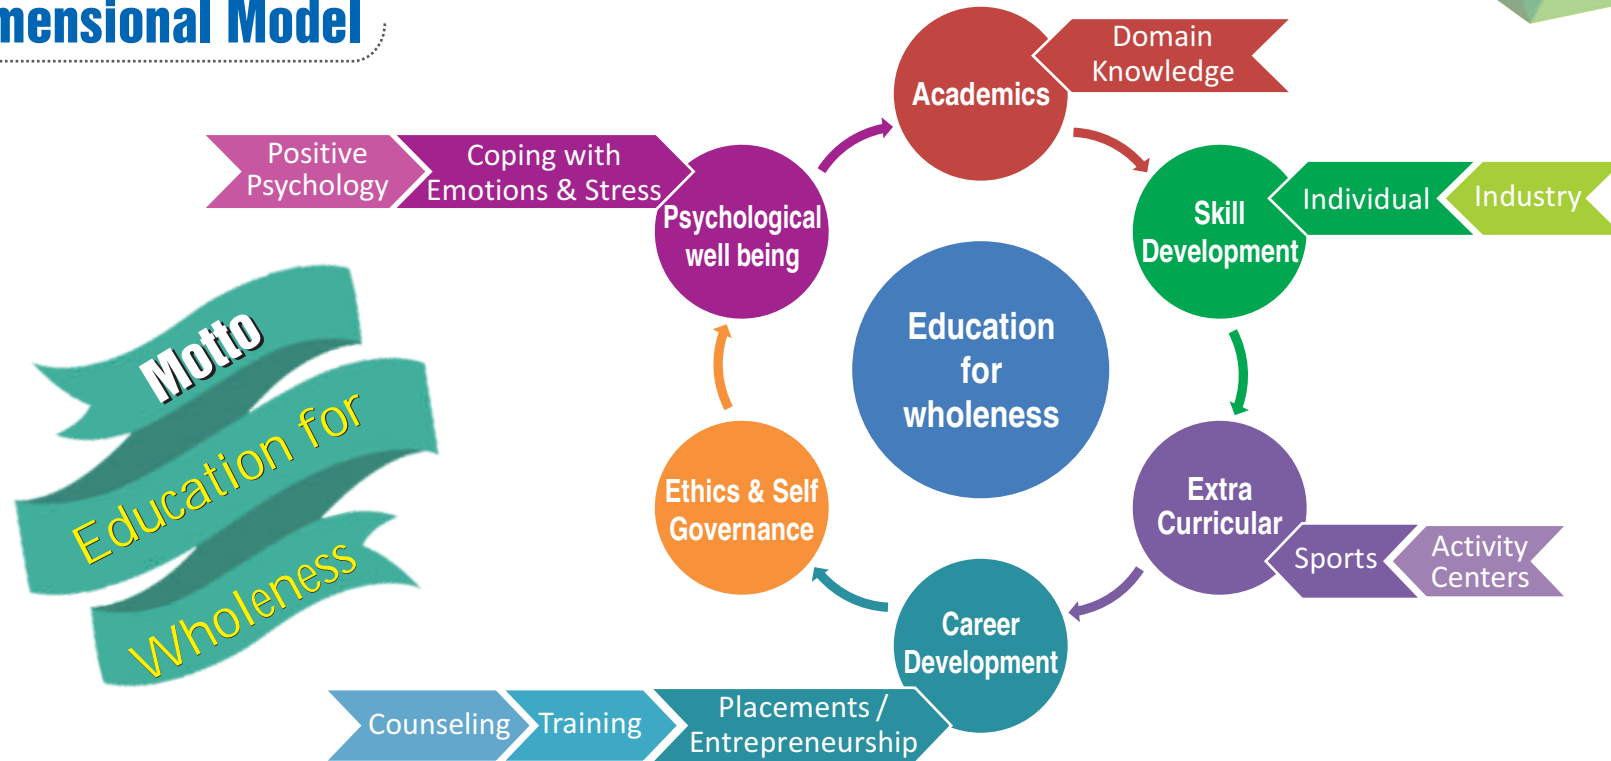 mensional Model
Domain
Knowledge
Academics
Positive
Psychology
Coping with
Emotions & Stress
Psychological
well being
Skill
Development
Individual
Industry
Education
for
wholeness
Motto
Education for
Wholeness
Ethics & Self
Governance
Extra
Curricular
Sports
Activity
Centers
Career
Development
Counseling
Training
Placements /
Entrepreneurship